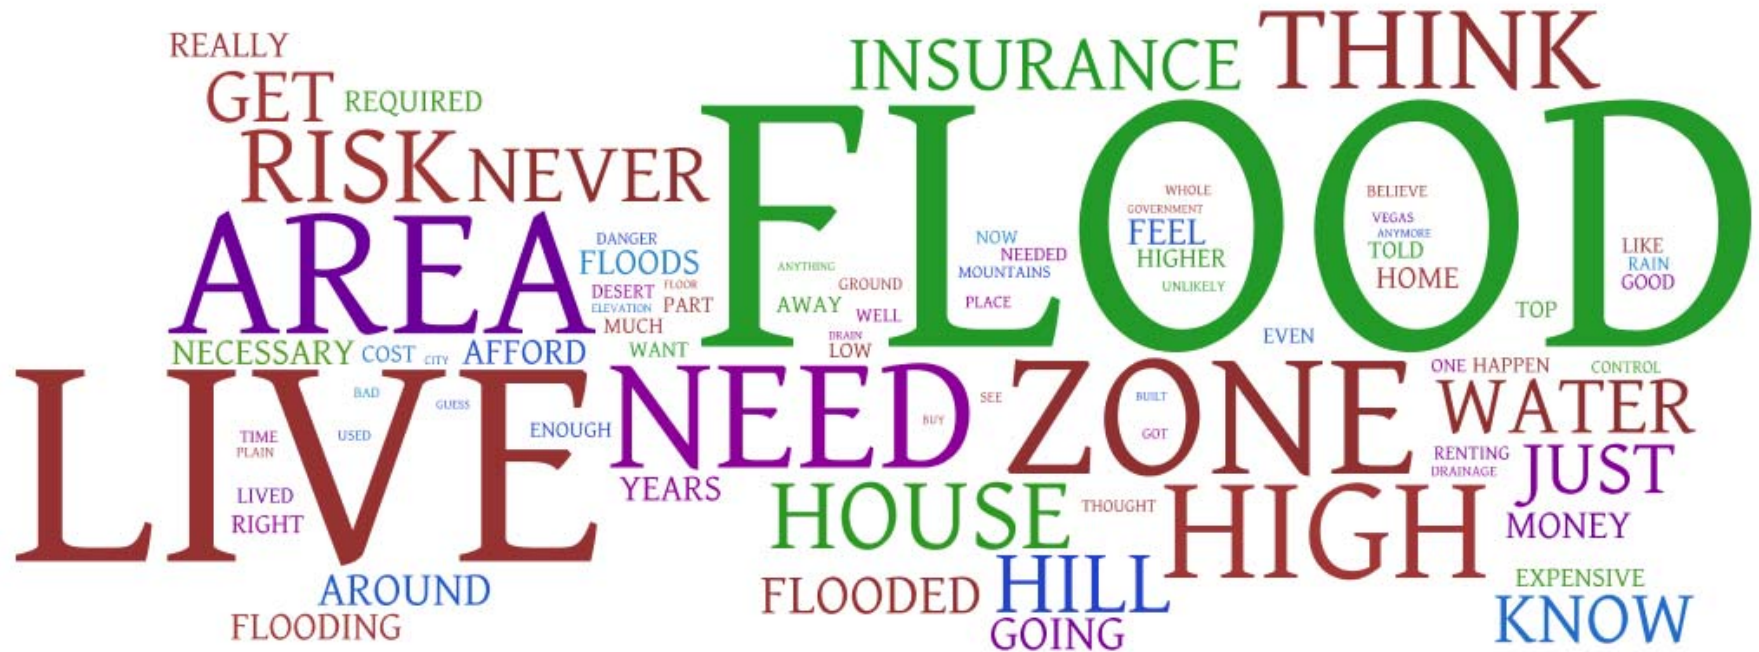 REALLY
INSURANCE THINK
GET REQUIRED
RISK NEVER
FLOOD
AREA
WHOLE
GOVERNMENT
FEEL
HIGHER
UNLIKELY
BELIEVE
VEGAS
ANYMORE
TOLD
HOME
LIKE
RAIN
GOOD
DANGER
FLOODS
DESERT FLOOR
ELEVATION PART
MUCH
WANT
ANYTHING
GROUND
AWAY
WELL
DRAIN
LOW
NOW
NEEDED
MOUNTAINS
PLACE
TOP
EVEN
NECESSARY COST CITY AFFORD
LIVE
BAD
GUESS
TIME
PLAIN
USED
ENOUGH
LIVED
RIGHT
NEED
BUY
SEE
ZONE
BUILT
GOT
ONE HAPPEN CONTROL
WATER
RENTING
DRAINAGE
JUST
YEARS
HOUSE
THOUGHT
HIGH
MONEY
AROUND
FLOODING
FLOODED
HILL
GOING
EXPENSIVE
KNOW